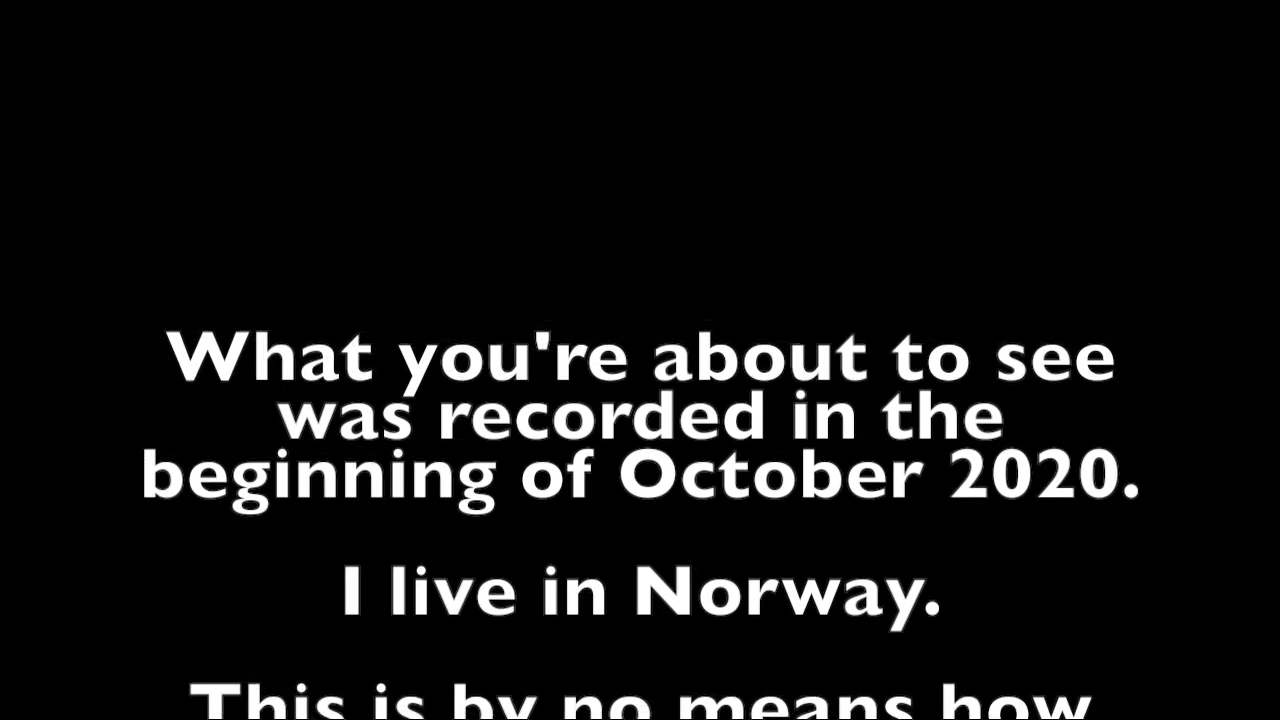 What you're about to see
was recorded in the
beginning of October 2020.
I live in Norway.
This is by no means how